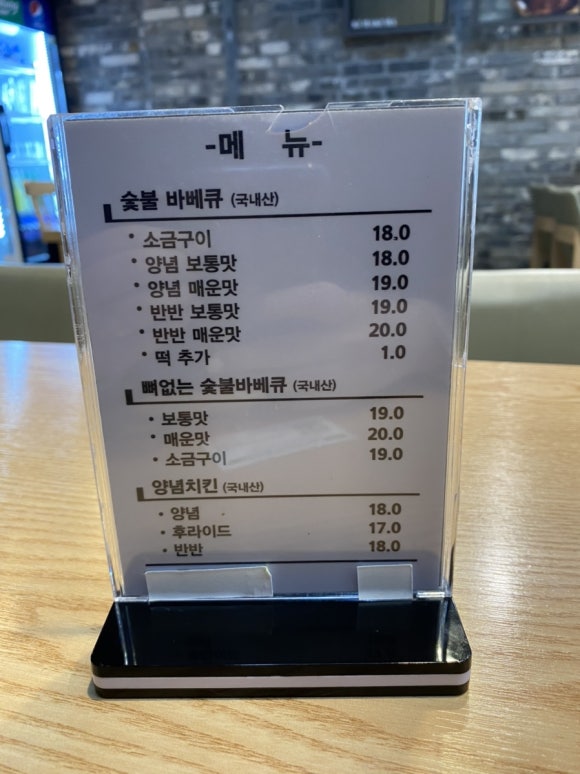 -메 뉴-
숯불 바베큐 (국내산)
• 소금구이 18.0
• 양념 보통맛 18.0
• 양념 매운맛 19.0
• 반반 보통맛 19.0
• 반반 매운맛 20.0
• 떡 추가 1.0
뼈없는 숯불바베큐 (국내산)
• 보통맛 19.0
• 매운맛 20.0
• 소금구이 19.0
양념치킨 (국내산)
• 양념 18.0
• 후라이드 17.0
• 반반 18.0